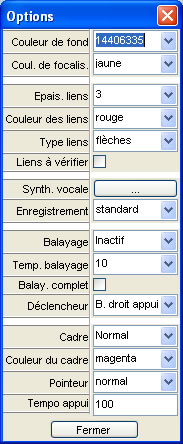 Options
Couleur de fond 14406335
Coul. de focalis. jaune
Epais. liens 3
Couleur des liens rouge
Type liens flèches
Liens à vérifier
Synth. vocale ...
Enregistrement standard
Balayage Inactif
Temp. balayage 10
Balay. complet
Déclencheur B. droit appui
Cadre Normal
Couleur du cadre magenta
Pointeur normal
Tempo appui 100
Fermer